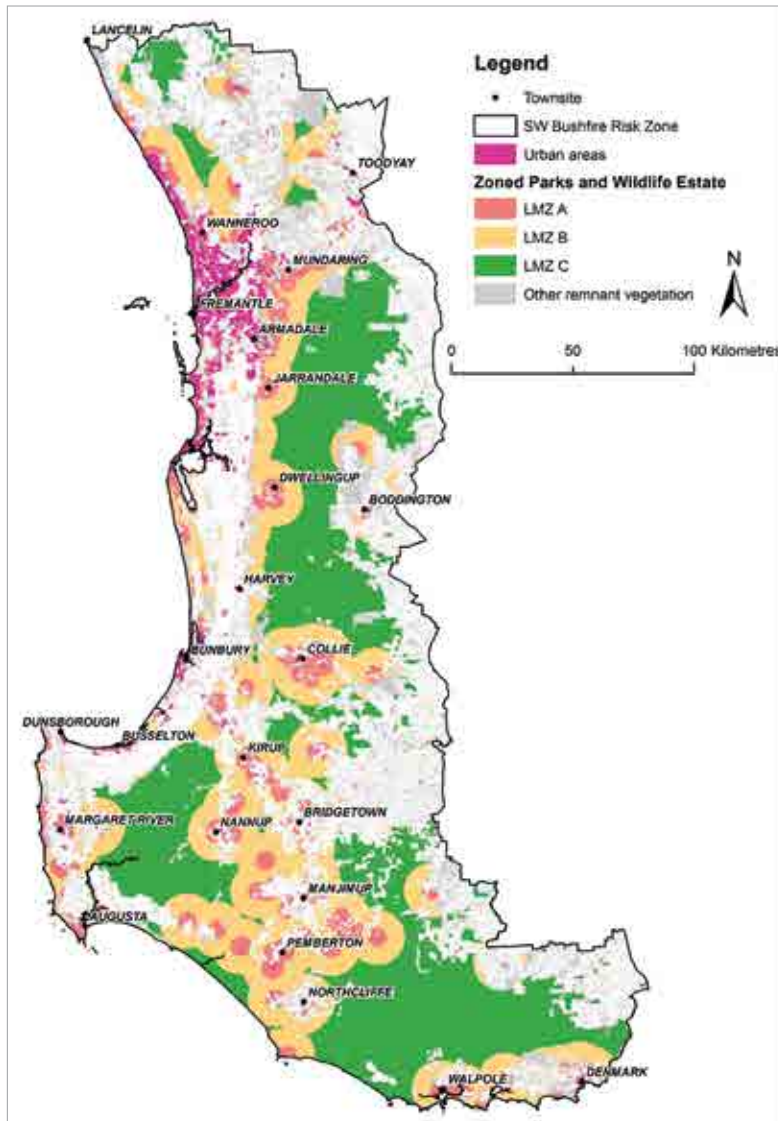 LANCELIN
Legend
Townsite
SW Bushfire Risk Zone
Urban areas
Zoned Parks and Wildlife Estate
LMZ A
LMZ B
LMZ C
Other remnant vegetation
N
0 50 100 Kilometres
TOODYAY
WANNEROO
MUNDARING
FREMANTLE
ARMADALE
JARRANDALE
DWELLINGUP
BODDINGTON
HARVEY
BUNBURY
COLLIE
DUNSBOROUGH
BUSSELTON
KIRUP
MARGARET RIVER
NANNUP
BRIDGETOWN
MANJIMUP
AUGUSTA
PEMBERTON
NORTHCLIFFE
WALPOLE
DENMARK